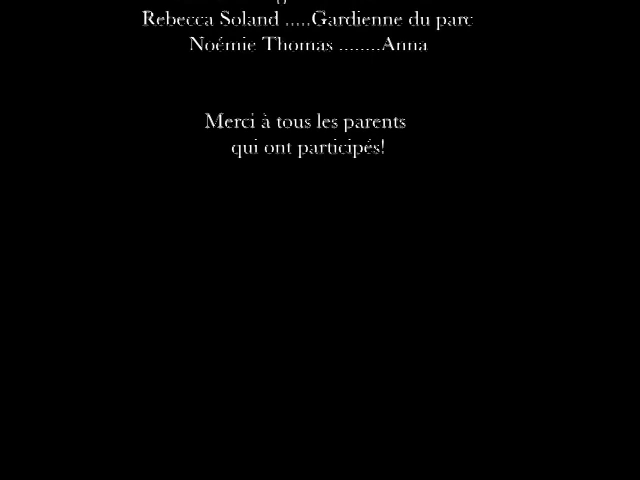 Rebecca Soland .....Gardienne du parc
Noémie Thomas ........Anna
Merci à tous les parents
qui ont participés!